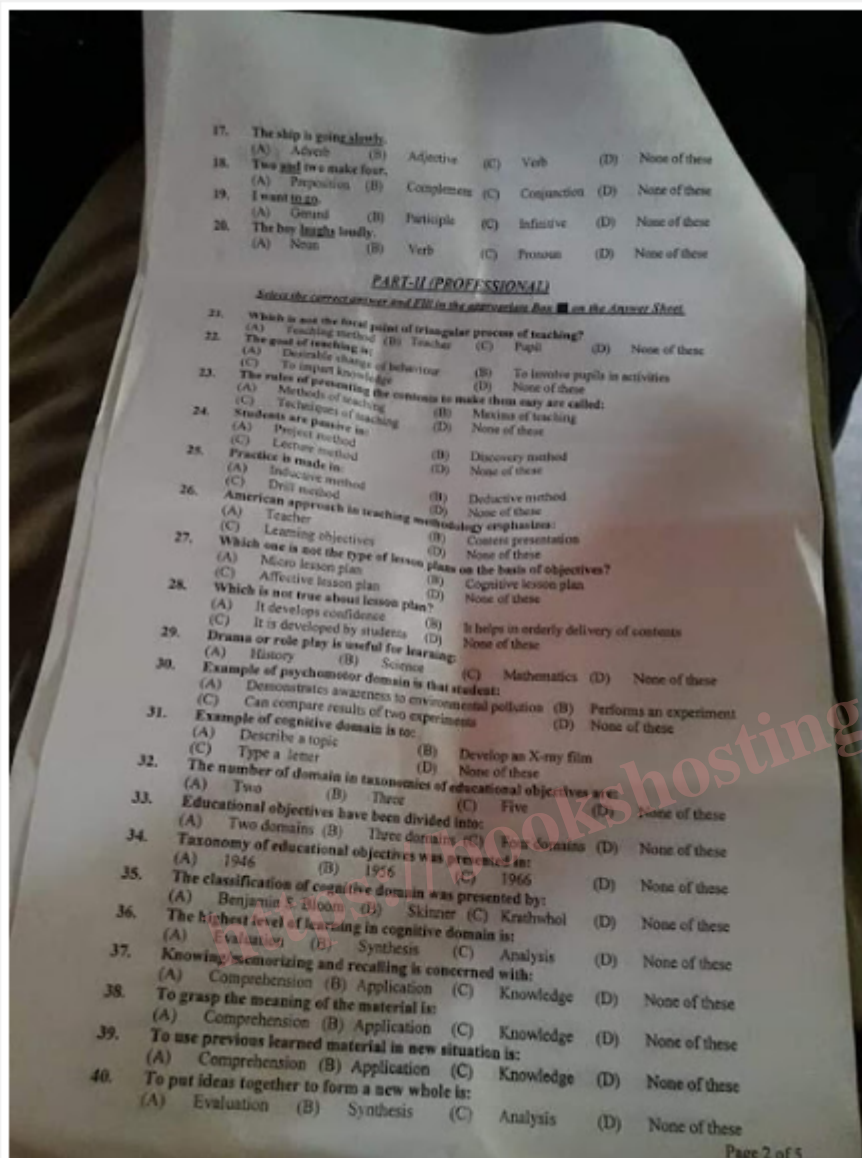 17. The ship is going slowly.
(A) Adverb (B) Adjective (C) Verb (D) None of these
18. Two and two make four.
(A) Preposition (B) Complement (C) Conjunction (D) None of these
19. I want to go.
(A) Gerund (B) Participle (C) Infinitive (D) None of these
20. The boy laughs loudly.
(A) Noun (B) Verb (C) Pronoun (D) None of these
PART-II (PROFESSIONAL)
Select the correct answer and Fill in the appropriate Box ■ on the Answer Sheet.
21. Which is not the focal point of triangular process of teaching?
(A) Teaching method (B) Teacher (C) Pupil (D) None of these
22. The goal of teaching is:
(A) Desirable change of behaviour (B) To involve pupils in activities
(C) To impart knowledge (D) None of these
23. The rules of presenting the contents to make them easy are called:
(A) Methods of teaching (B) Maxims of teaching
(C) Techniques of teaching (D) None of these
24. Students are passive in:
(A) Project method (B) Discovery method
(C) Lecture method (D) None of these
25. Practice is made in:
(A) Inductive method (B) Deductive method
(C) Drill method (D) None of these
26. American approach in teaching methodology emphasizes:
(A) Teacher (B) Content presentation
(C) Learning objectives (D) None of these
27. Which one is not the type of lesson plans on the basis of objectives?
(A) Micro lesson plan (B) Cognitive lesson plan
(C) Affective lesson plan (D) None of these
28. Which is not true about lesson plan?
(A) It develops confidence (B) It helps in orderly delivery of contents
(C) It is developed by students (D) None of these
29. Drama or role play is useful for learning:
(A) History (B) Science (C) Mathematics (D) None of these
30. Example of psychomotor domain is that student:
(A) Demonstrates awareness to environmental pollution (B) Performs an experiment
(C) Can compare results of two experiments (D) None of these
31. Example of cognitive domain is to:
(A) Describe a topic (B) Develop an X-ray film
(C) Type a letter (D) None of these
32. The number of domain in taxonomies of educational objectives are:
(A) Two (B) Three (C) Five (D) None of these
33. Educational objectives have been divided into:
(A) Two domains (B) Three domains (C) Four domains (D) None of these
34. Taxonomy of educational objectives was presented in:
(A) 1946 (B) 1956 (C) 1966 (D) None of these
35. The classification of cognitive domain was presented by:
(A) Benjamin S. Bloom (B) Skinner (C) Krathwhol (D) None of these
36. The highest level of learning in cognitive domain is:
(A) Evaluation (B) Synthesis (C) Analysis (D) None of these
37. Knowing/memorizing and recalling is concerned with:
(A) Comprehension (B) Application (C) Knowledge (D) None of these
38. To grasp the meaning of the material is:
(A) Comprehension (B) Application (C) Knowledge (D) None of these
39. To use previous learned material in new situation is:
(A) Comprehension (B) Application (C) Knowledge (D) None of these
40. To put ideas together to form a new whole is:
(A) Evaluation (B) Synthesis (C) Analysis (D) None of these
Page 2 of 5
https://bookshosting